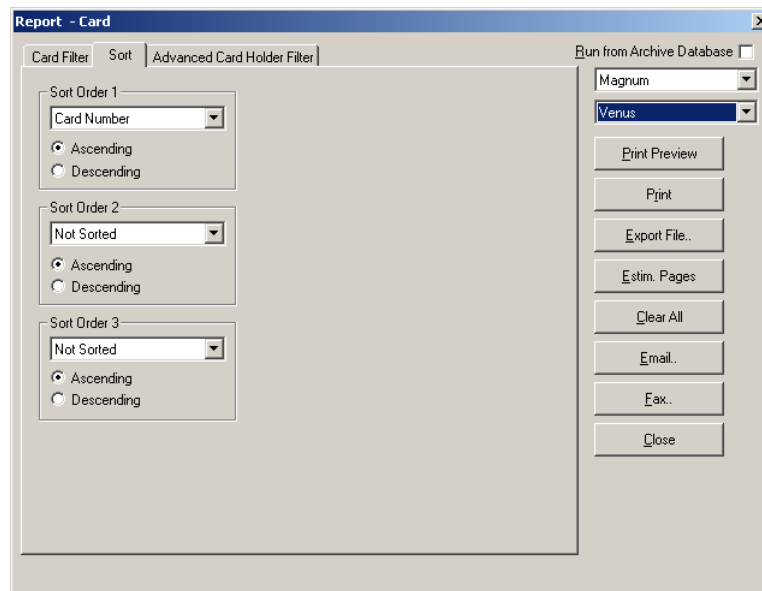 Report - Card
Card Filter Sort Advanced Card Holder Filter
Run from Archive Database
Magnum
Venus
Sort Order 1
Card Number
Ascending
Descending
Sort Order 2
Not Sorted
Ascending
Descending
Sort Order 3
Not Sorted
Ascending
Descending
Print Preview
Print
Export File..
Estim. Pages
Clear All
Email..
Fax..
Close